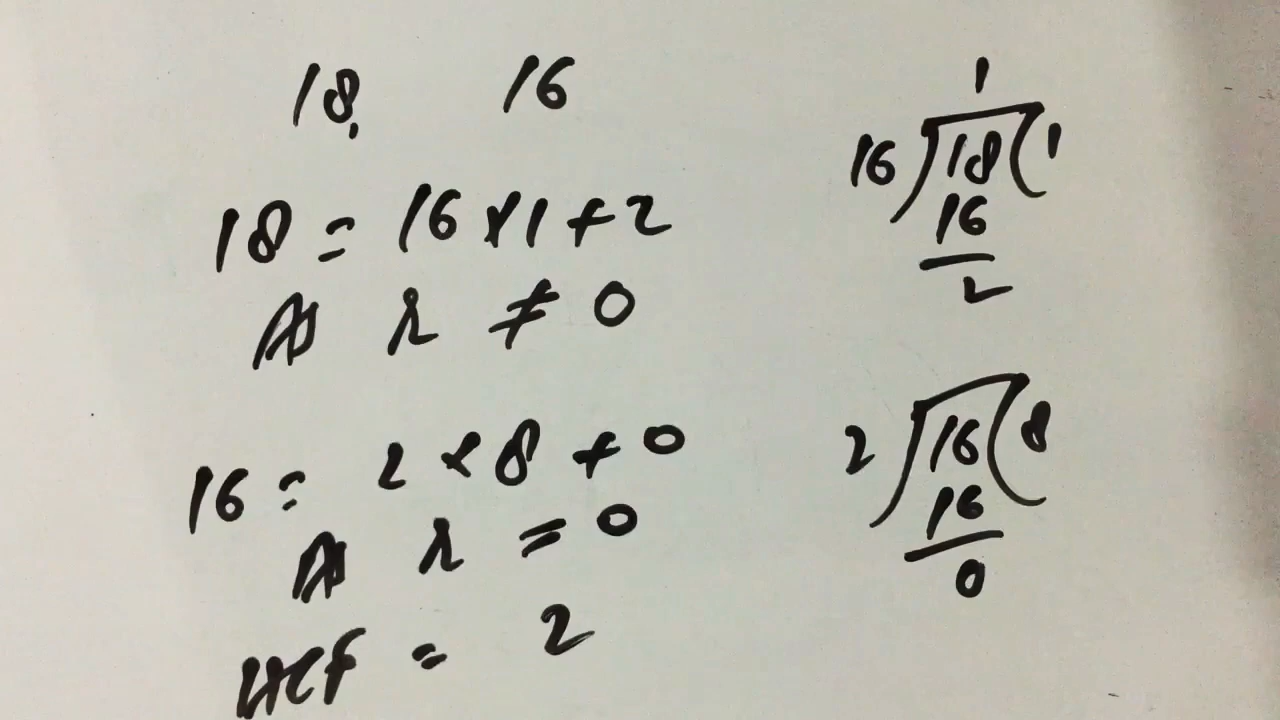 18, 16
18 = 16 × 1 + 2
As r ≠ 0
16 = 2 × 8 + 0
As r = 0
HCF = 2
1
16 18 ( 1
16
2
2 16 ( 8
16
0